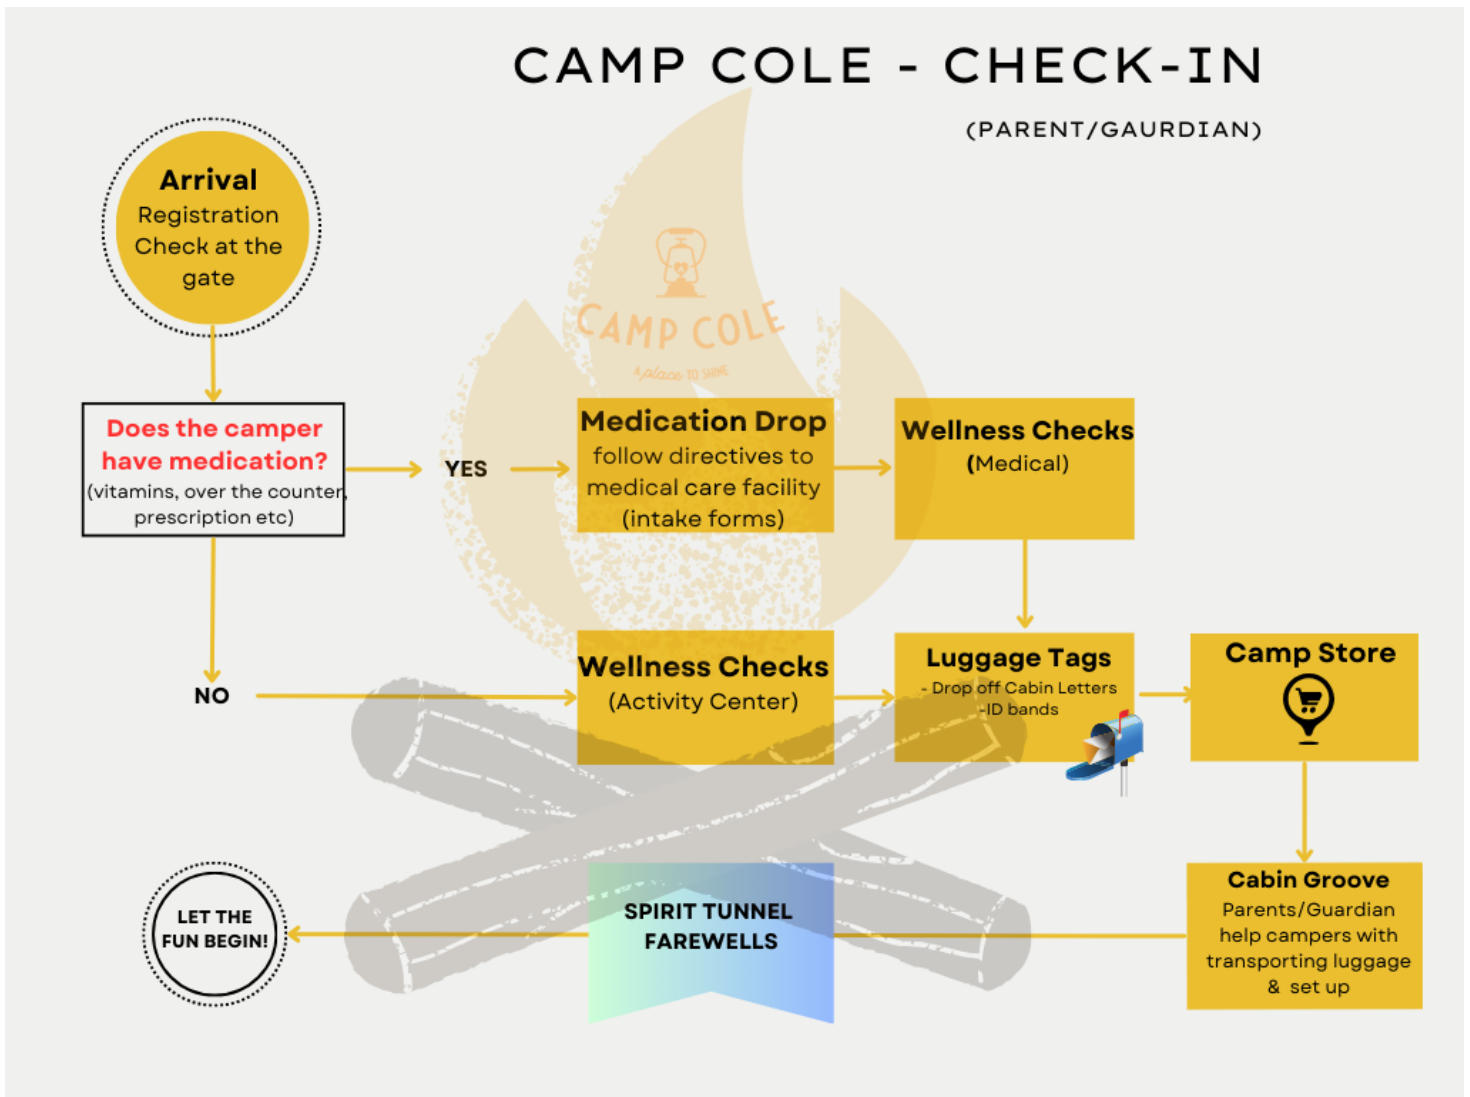 CAMP COLE - CHECK-IN
(PARENT/GAURDIAN)
Arrival
Registration
Check at the
gate
CAMP COLE
A place TO SHINE
Does the camper
have medication?
(vitamins, over the counter,
prescription etc)
YES
Medication Drop
follow directives to
medical care facility
(intake forms)
Wellness Checks
(Medical)
NO
Wellness Checks
(Activity Center)
Luggage Tags
- Drop off Cabin Letters
-ID bands
Camp Store
Cabin Groove
Parents/Guardian
help campers with
transporting luggage
& set up
SPIRIT TUNNEL
FAREWELLS
LET THE
FUN BEGIN!